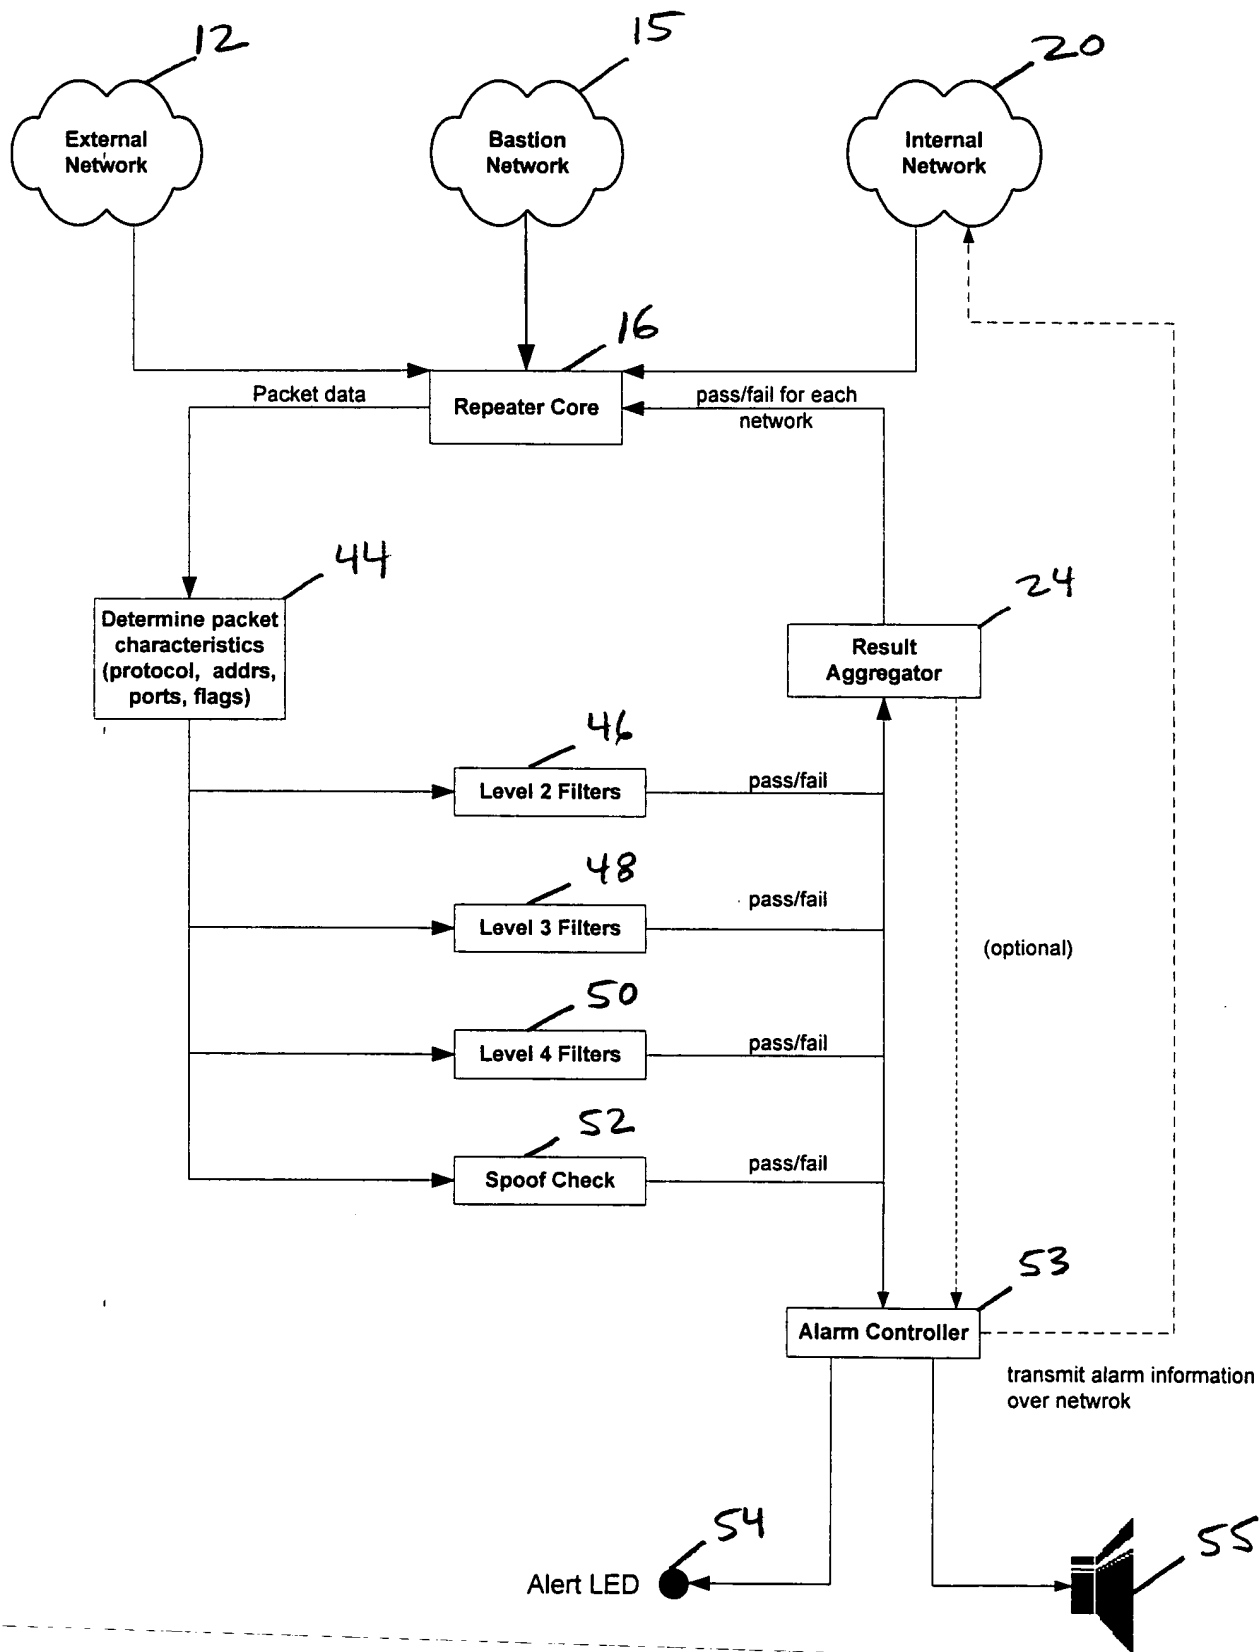 12
15
20
External
Network
Bastion
Network
Internal
Network
16
Packet data
Repeater Core
pass/fail for each
network
44
24
Determine packet
characteristics
(protocol, addrs,
ports, flags)
Result
Aggregator
46
Level 2 Filters
pass/fail
48
Level 3 Filters
pass/fail
(optional)
50
Level 4 Filters
pass/fail
52
Spoof Check
pass/fail
53
Alarm Controller
transmit alarm information
over netwrok
54
Alert LED
55